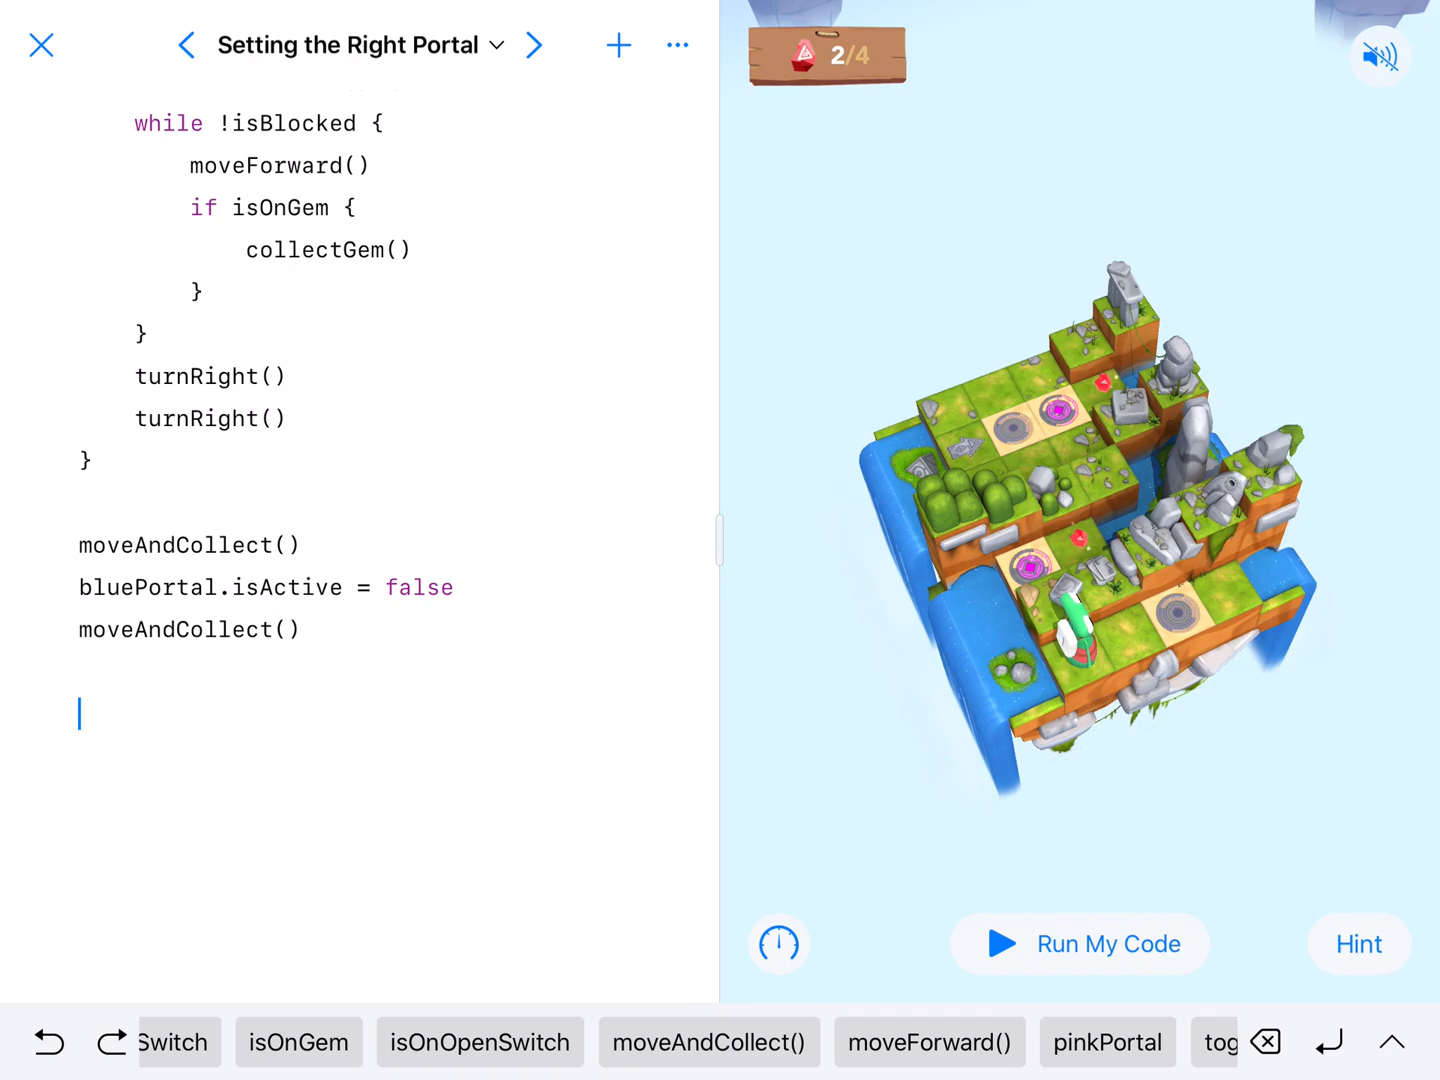 Setting the Right Portal
while !isBlocked {
moveForward()
if isOnGem {
collectGem()
}
}
turnRight()
turnRight()
}
moveAndCollect()
bluePortal.isActive = false
moveAndCollect()
2/4
Run My Code
Hint
Switch
isOnGem
isOnOpenSwitch
moveAndCollect()
moveForward()
pinkPortal
tog